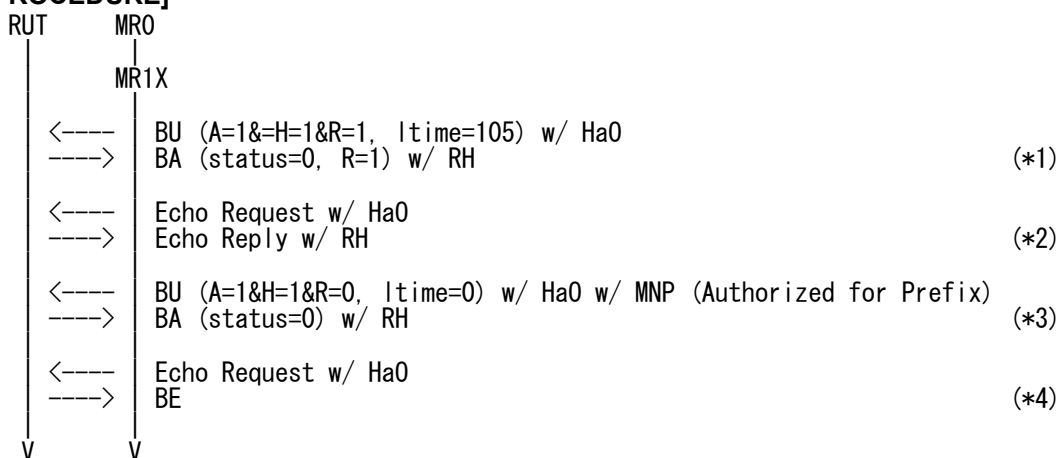 ROCEDURE]
RUT MR0
MR1X
<---- BU (A=1&=H=1&R=1, ltime=105) w/ HaO
----> BA (status=0, R=1) w/ RH (*1)
<---- Echo Request w/ HaO
----> Echo Reply w/ RH (*2)
<---- BU (A=1&H=1&R=0, ltime=0) w/ HaO w/ MNP (Authorized for Prefix)
----> BA (status=0) w/ RH (*3)
<---- Echo Request w/ HaO
----> BE (*4)
V V